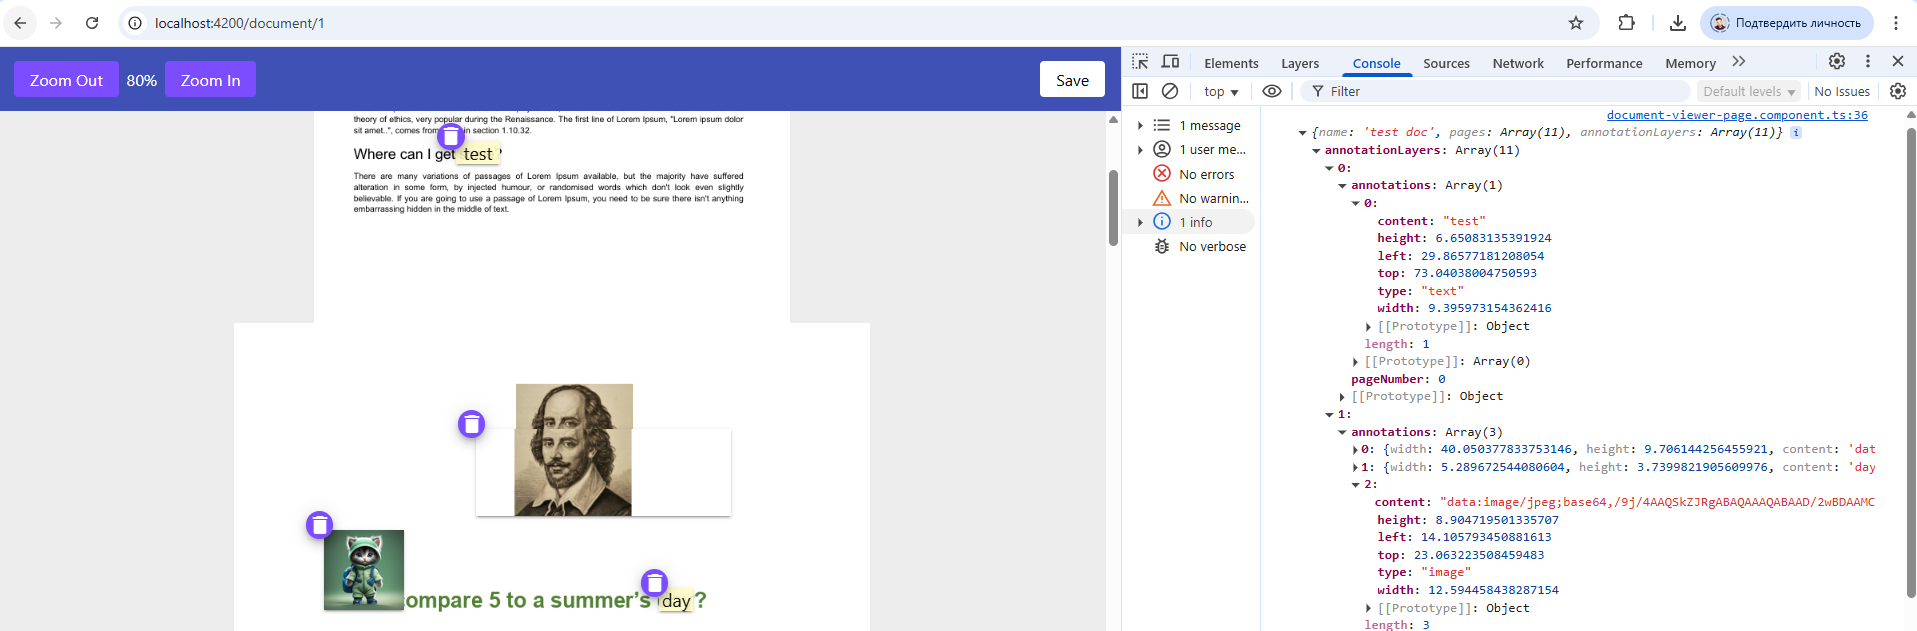 localhost:4200/document/1
Подтвердить личность
Zoom Out 80% Zoom In Save
theory of ethics, very popular during the Renaissance. The first line of Lorem Ipsum, "Lorem ipsum dolor
sit amet..", comes from in section 1.10.32.
Where can I get test ?
There are many variations of passages of Lorem Ipsum available, but the majority have suffered
alteration in some form, by injected humour, or randomised words which don't look even slightly
believable. If you are going to use a passage of Lorem Ipsum, you need to be sure there isn't anything
embarrassing hidden in the middle of text.
ompare 5 to a summer's day ?
Elements Layers Console Sources Network Performance Memory
top Filter Default levels No Issues
1 message
1 user me...
No errors
No warnin...
1 info
No verbose
document-viewer-page.component.ts:36
{name: 'test doc', pages: Array(11), annotationLayers: Array(11)} i
annotationLayers: Array(11)
0:
annotations: Array(1)
0:
content: "test"
height: 6.65083135391924
left: 29.86577181208054
top: 73.04038004750593
type: "text"
width: 9.395973154362416
[[Prototype]]: Object
length: 1
[[Prototype]]: Array(0)
pageNumber: 0
[[Prototype]]: Object
1:
annotations: Array(3)
0: {width: 40.050377833753146, height: 9.706144256455921, content: 'dat
1: {width: 5.289672544080604, height: 3.7399821905609976, content: 'day
2:
content: "data:image/jpeg;base64,/9j/4AAQSkZJRgABAQAAAQABAAD/2wBDAAMC
height: 8.904719501335707
left: 14.105793450881613
top: 23.063223508459483
type: "image"
width: 12.594458438287154
[[Prototype]]: Object
length: 3